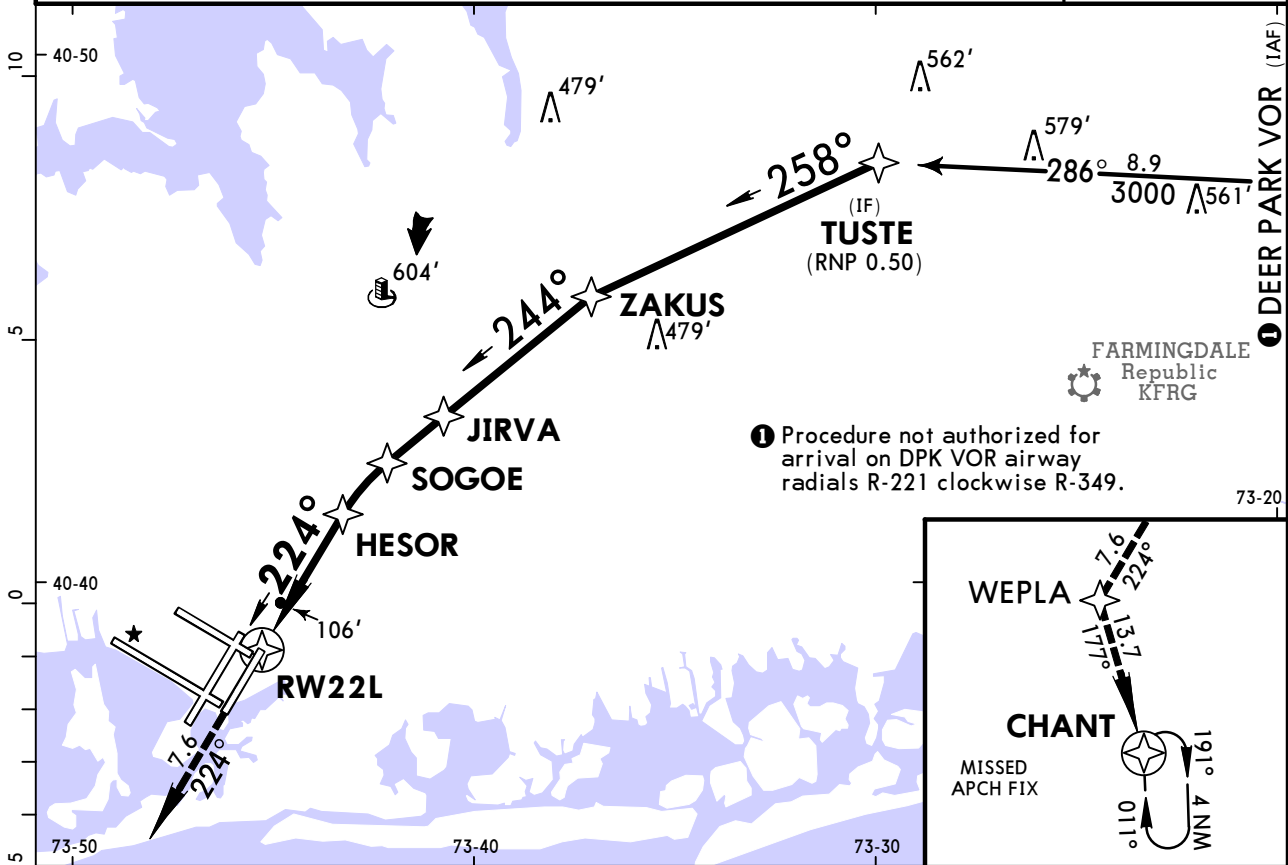 10
40-50
479'
562'
579'
286° 8.9
3000
561'
❶ DEER PARK VOR (IAF)
258°
(IF)
TUSTE
(RNP 0.50)
604'
244°
ZAKUS
479'
5
FARMINGDALE
Republic
KFRG
JIRVA
❶ Procedure not authorized for
arrival on DPK VOR airway
radials R-221 clockwise R-349.
SOGOE
73-20
224°
HESOR
0
40-40
106'
RW22L
7.6
224°
5
73-50
73-40
73-30
7.6
224°
WEPLA
13.7
177°
CHANT
MISSED
APCH FIX
191°
4 NM
011°